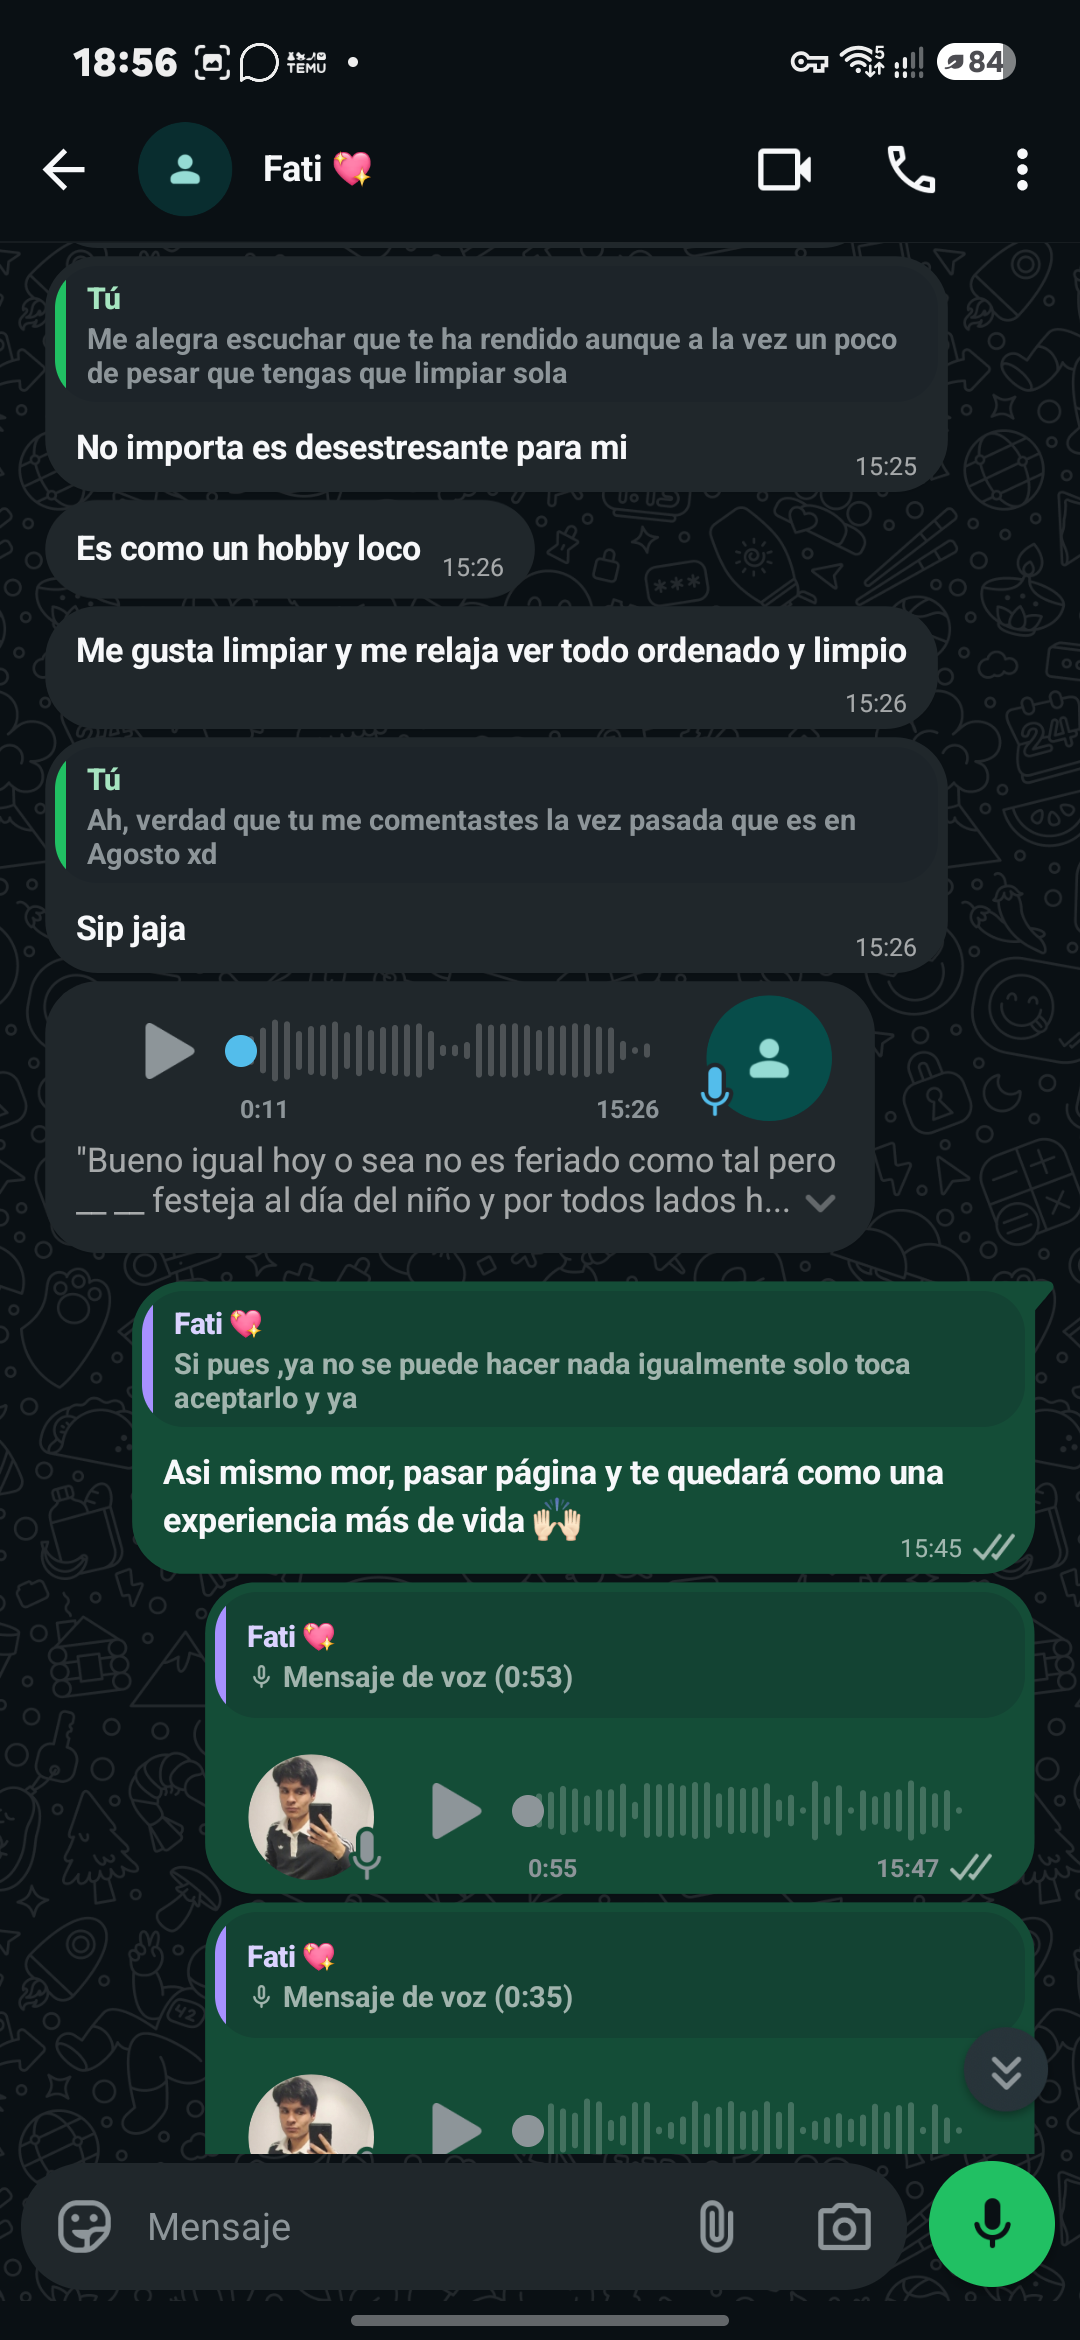 18:56 TEMU 5 84
Fati 💖
Tú
Me alegra escuchar que te ha rendido aunque a la vez un poco
de pesar que tengas que limpiar sola
No importa es desestresante para mi
15:25
Es como un hobby loco 15:26
Me gusta limpiar y me relaja ver todo ordenado y limpio
15:26
Tú
Ah, verdad que tu me comentastes la vez pasada que es en
Agosto xd
Sip jaja
15:26
0:11 15:26
"Bueno igual hoy o sea no es feriado como tal pero
__ __ festeja al día del niño y por todos lados h...
Fati 💖
Si pues ,ya no se puede hacer nada igualmente solo toca
aceptarlo y ya
Asi mismo mor, pasar página y te quedará como una
experiencia más de vida 🙌🏻
15:45
Fati 💖
Mensaje de voz (0:53)
0:55 15:47
Fati 💖
Mensaje de voz (0:35)
Mensaje